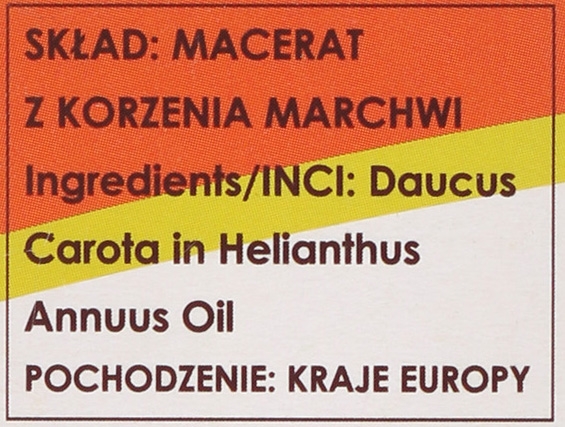 SKŁAD: MACERAT
Z KORZENIA MARCHWI
Ingredients/INCI: Daucus
Carota in Helianthus
Annuus Oil
POCHODZENIE: KRAJE EUROPY